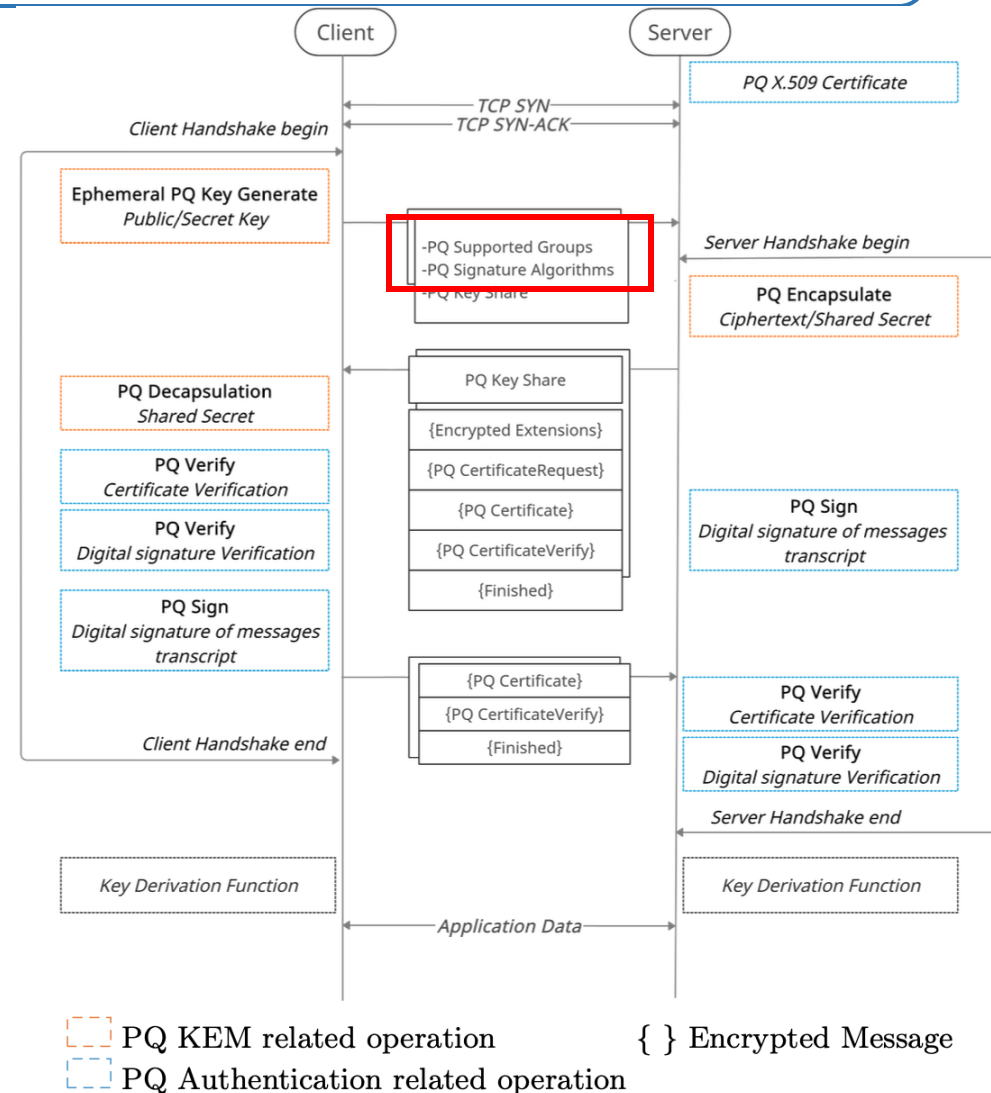 Client
Server
PQ X.509 Certificate
TCP SYN
TCP SYN-ACK
Client Handshake begin
Ephemeral PQ Key Generate
Public/Secret Key
-PQ Supported Groups
-PQ Signature Algorithms
-PQ Key Share
Server Handshake begin
PQ Encapsulate
Ciphertext/Shared Secret
PQ Key Share
PQ Decapsulation
Shared Secret
{Encrypted Extensions}
{PQ CertificateRequest}
{PQ Certificate}
{PQ CertificateVerify}
{Finished}
PQ Verify
Certificate Verification
PQ Verify
Digital signature Verification
PQ Sign
Digital signature of messages
transcript
PQ Sign
Digital signature of messages
transcript
{PQ Certificate}
{PQ CertificateVerify}
{Finished}
PQ Verify
Certificate Verification
PQ Verify
Digital signature Verification
Client Handshake end
Server Handshake end
Key Derivation Function
Key Derivation Function
Application Data
PQ KEM related operation
{ } Encrypted Message
PQ Authentication related operation